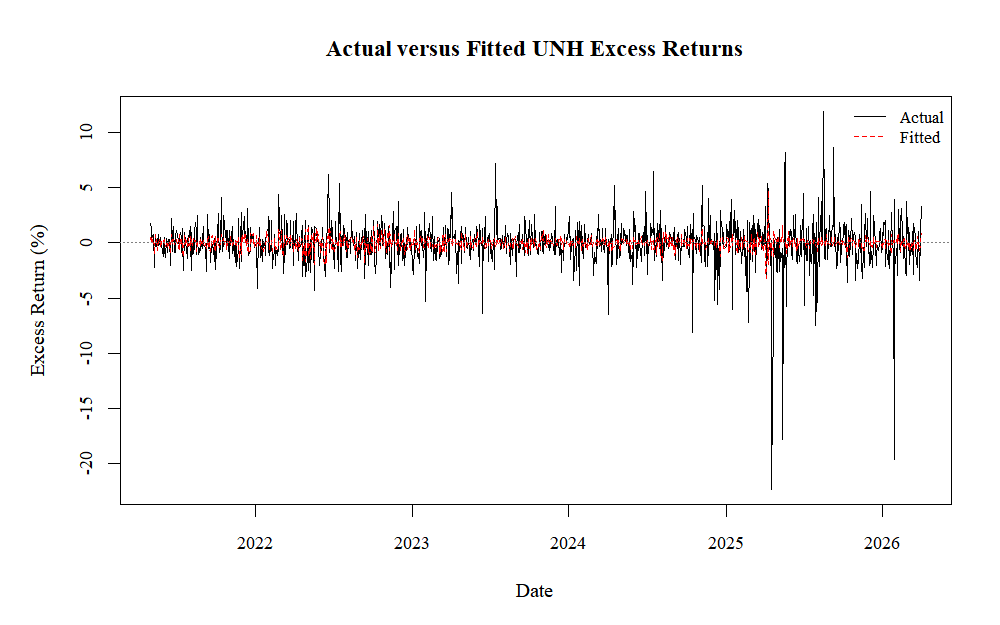 Actual versus Fitted UNH Excess Returns
Actual
Fitted
Excess Return (%)
10
5
0
-5
-10
-15
-20
2022
2023
2024
2025
2026
Date